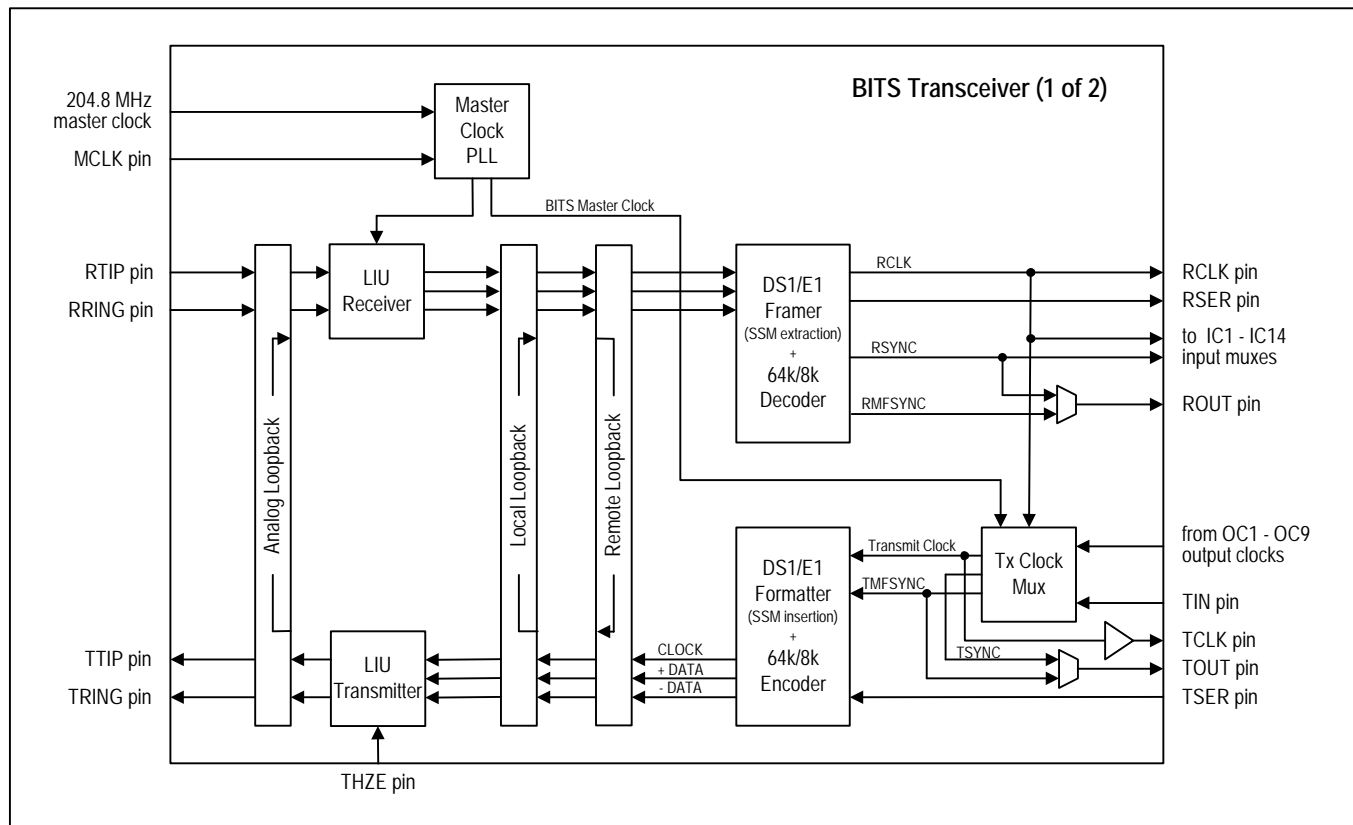 BITS Transceiver (1 of 2)
204.8 MHz
master clock
MCLK pin
Master
Clock
PLL
BITS Master Clock
RTIP pin
RRING pin
LIU
Receiver
Analog Loopback
Local Loopback
Remote Loopback
DS1/E1
Framer
(SSM extraction)
+
64k/8k
Decoder
RCLK
RSYNC
RMFSYNC
RCLK pin
RSER pin
to IC1 - IC14
input muxes
ROUT pin
Transmit Clock
TMFSYNC
TSYNC
Tx Clock
Mux
from OC1 - OC9
output clocks
TIN pin
TCLK pin
TOUT pin
TSER pin
DS1/E1
Formatter
(SSM insertion)
+
64k/8k
Encoder
CLOCK
+ DATA
- DATA
LIU
Transmitter
TTIP pin
TRING pin
THZE pin